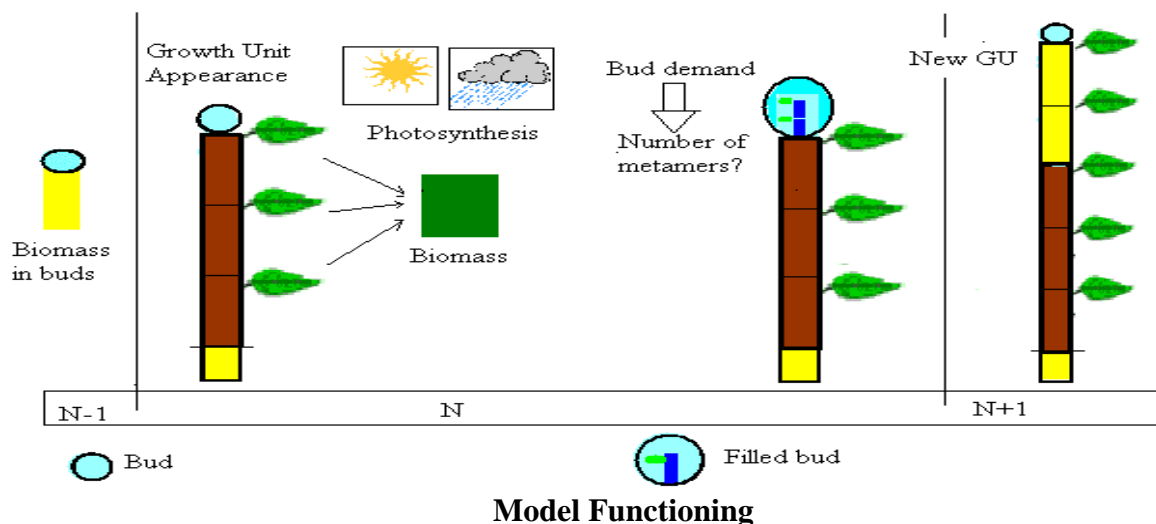 Growth Unit
Appearance
Photosynthesis
Biomass
in buds
Biomass
Bud demand
Number of
metamers?
New GU
N-1
N
N+1
Bud
Filled bud
Model Functioning